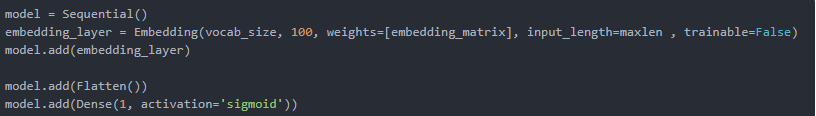 model = Sequential()
embedding_layer = Embedding(vocab_size, 100, weights=[embedding_matrix], input_length=maxlen , trainable=False)
model.add(embedding_layer)
model.add(Flatten())
model.add(Dense(1, activation='sigmoid'))